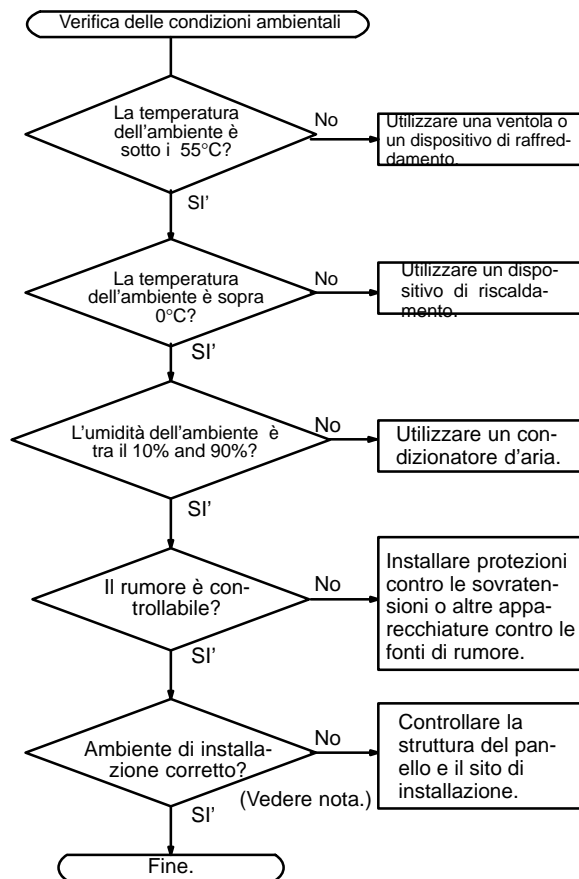 Verifica delle condizioni ambientali
La temperatura
dell'ambiente è
sotto i 55°C?
No
Utilizzare una ventola o
un dispositivo di raffred-
damento.
SI'
La temperatura
dell'ambiente è sopra
0°C?
No
Utilizzare un dispo-
sitivo di riscalda-
mento.
SI'
L'umidità dell'ambiente è
tra il 10% and 90%?
No
Utilizzare un con-
dizionatore d'aria.
SI'
Il rumore è con-
trollabile?
No
Installare protezioni
contro le sovraten-
sioni o altre appa-
recchiature contro le
fonti di rumore.
SI'
Ambiente di installa-
zione corretto?
No
(Vedere nota.)
Controllare la
struttura del pan-
nello e il sito di
installazione.
SI'
Fine.